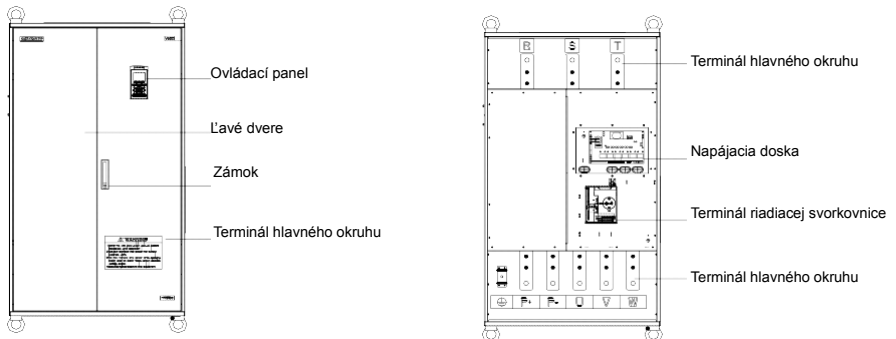 Ovládací panel
Ľavé dvere
Zámok
Terminál hlavného okruhu
R S T
Terminál hlavného okruhu
Napájacia doska
Terminál riadiacej svorkovnice
Terminál hlavného okruhu
P+ P- U V W